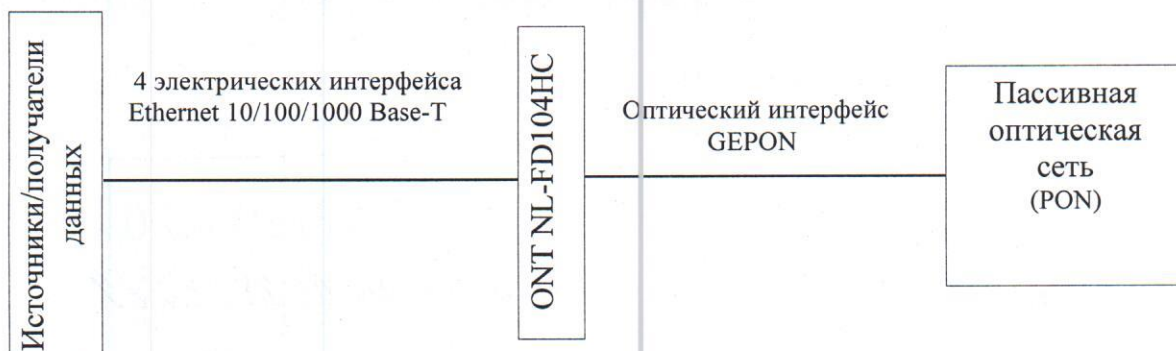 Источники/получатели
данных
4 электрических интерфейса
Ethernet 10/100/1000 Base-T
ONT NL-FD104HC
Оптический интерфейс
GEPON
Пассивная
оптическая
сеть
(PON)